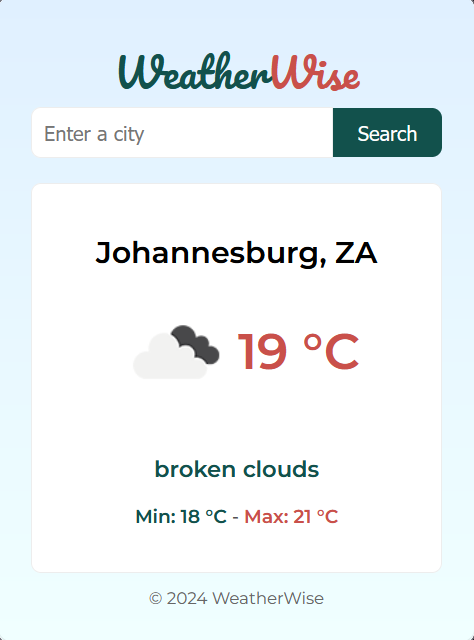 WeatherWise
Enter a city
Search
Johannesburg, ZA
19 °C
broken clouds
Min: 18 °C - Max: 21 °C
© 2024 WeatherWise